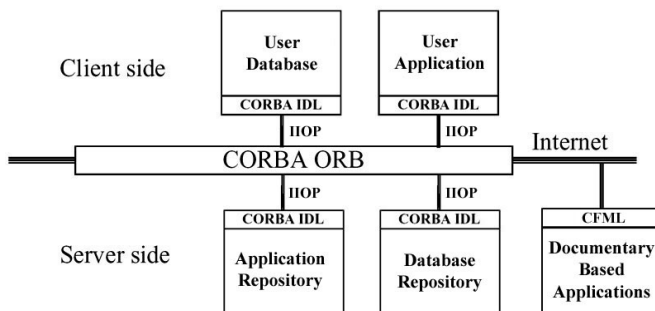 Client side
User
Database
CORBA IDL
User
Application
CORBA IDL
IIOP
IIOP
CORBA ORB
Internet
IIOP
IIOP
Server side
CORBA IDL
Application
Repository
CORBA IDL
Database
Repository
CFML
Documentary
Based
Applications